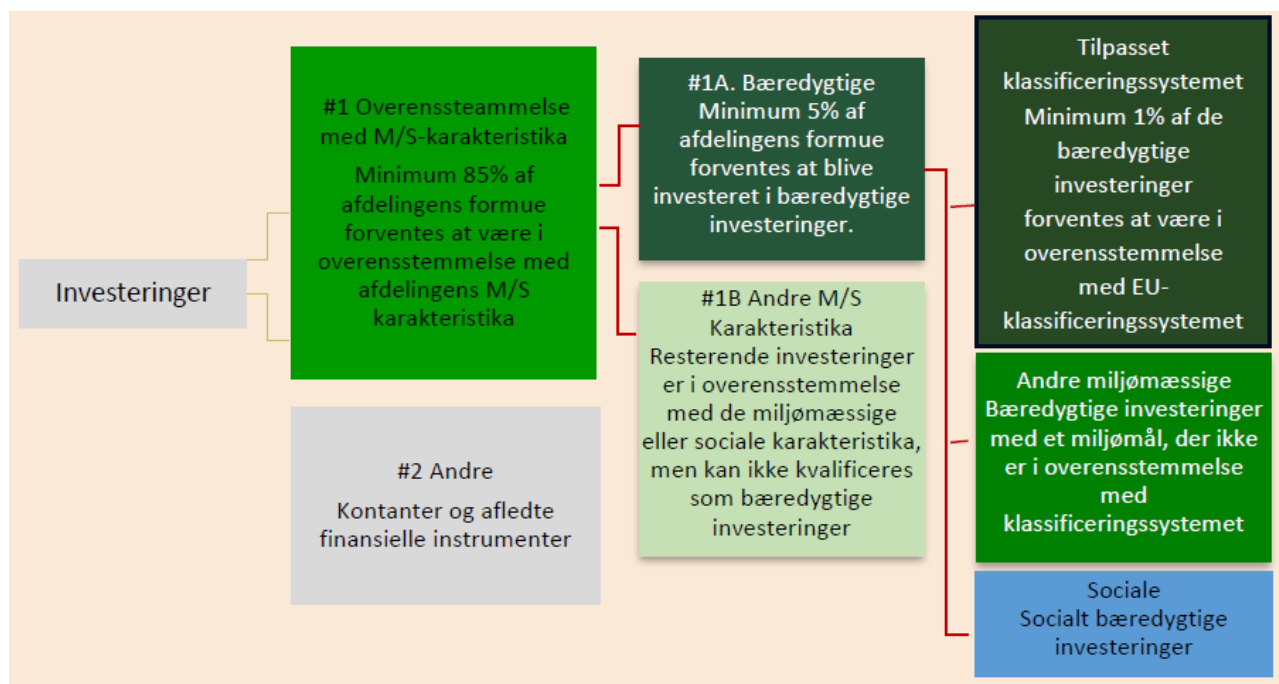 Investeringer
#1 Overenssteammelse
med M/S-karakteristika
Minimum 85% af
afdelingens formue
forventes at være i
overensstemmelse med
afdelingens M/S
karakteristika
#2 Andre
Kontanter og afledte
finansielle instrumenter
#1A. Bæredygtige
Minimum 5% af
afdelingens formue
forventes at blive
investeret i bæredygtige
investeringer.
#1B Andre M/S
Karakteristika
Resterende investeringer
er i overensstemmelse
med de miljømæssige
eller sociale karakteristika,
men kan ikke kvalificeres
som bæredygtige
investeringer
Tilpasset
klassificeringssystemet
Minimum 1% af de
bæredygtige
investeringer
forventes at være i
overensstemmelse
med EU-
klassificeringssystemet
Andre miljømæssige
Bæredygtige investeringer
med et miljømål, der ikke
er i overensstemmelse
med
klassificeringssystemet
Sociale
Socialt bæredygtige
investeringer